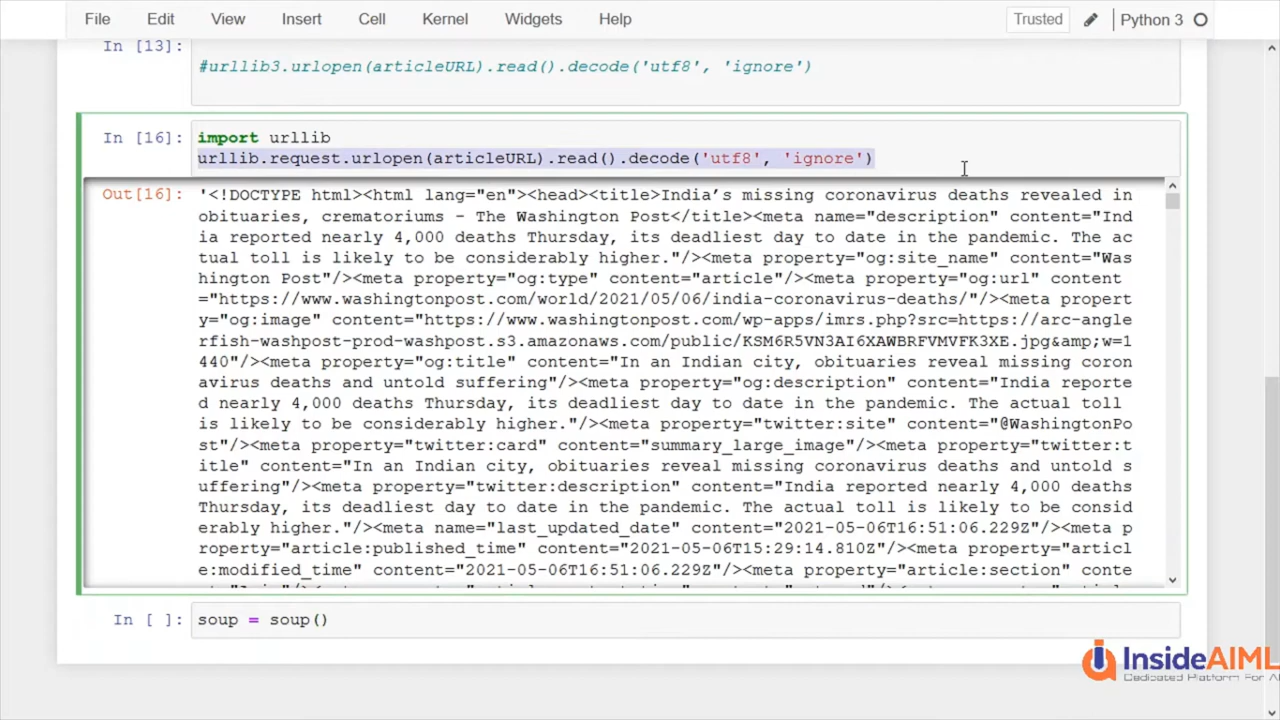 File Edit View Insert Cell Kernel Widgets Help Trusted Python 3
In [13]:
#urllib3.urlopen(articleURL).read().decode('utf8', 'ignore')
In [16]: import urllib
urllib.request.urlopen(articleURL).read().decode('utf8', 'ignore')
Out[16]: '<!DOCTYPE html><html lang="en"><head><title>India’s missing coronavirus deaths revealed in
obituaries, crematoriums - The Washington Post</title><meta name="description" content="Ind
ia reported nearly 4,000 deaths Thursday, its deadliest day to date in the pandemic. The ac
tual toll is likely to be considerably higher."/><meta property="og:site_name" content="Was
hington Post"/><meta property="og:type" content="article"/><meta property="og:url" content
="https://www.washingtonpost.com/world/2021/05/06/india-coronavirus-deaths/"/><meta propert
y="og:image" content="https://www.washingtonpost.com/wp-apps/imrs.php?src=https://arc-angle
rfish-washpost-prod-washpost.s3.amazonaws.com/public/KSM6R5VN3AI6XAWBRFVMVFK3XE.jpg&amp;w=1
440"/><meta property="og:title" content="In an Indian city, obituaries reveal missing coron
avirus deaths and untold suffering"/><meta property="og:description" content="India reporte
d nearly 4,000 deaths Thursday, its deadliest day to date in the pandemic. The actual toll
is likely to be considerably higher."/><meta property="twitter:site" content="@WashingtonPo
st"/><meta property="twitter:card" content="summary_large_image"/><meta property="twitter:t
itle" content="In an Indian city, obituaries reveal missing coronavirus deaths and untold s
uffering"/><meta property="twitter:description" content="India reported nearly 4,000 deaths
Thursday, its deadliest day to date in the pandemic. The actual toll is likely to be consid
erably higher."/><meta name="last_updated_date" content="2021-05-06T16:51:06.229Z"/><meta p
roperty="article:published_time" content="2021-05-06T15:29:14.810Z"/><meta property="articl
e:modified_time" content="2021-05-06T16:51:06.229Z"/><meta property="article:section" conte
In [ ]: soup = soup()
InsideAIML
Dedicated Platform For